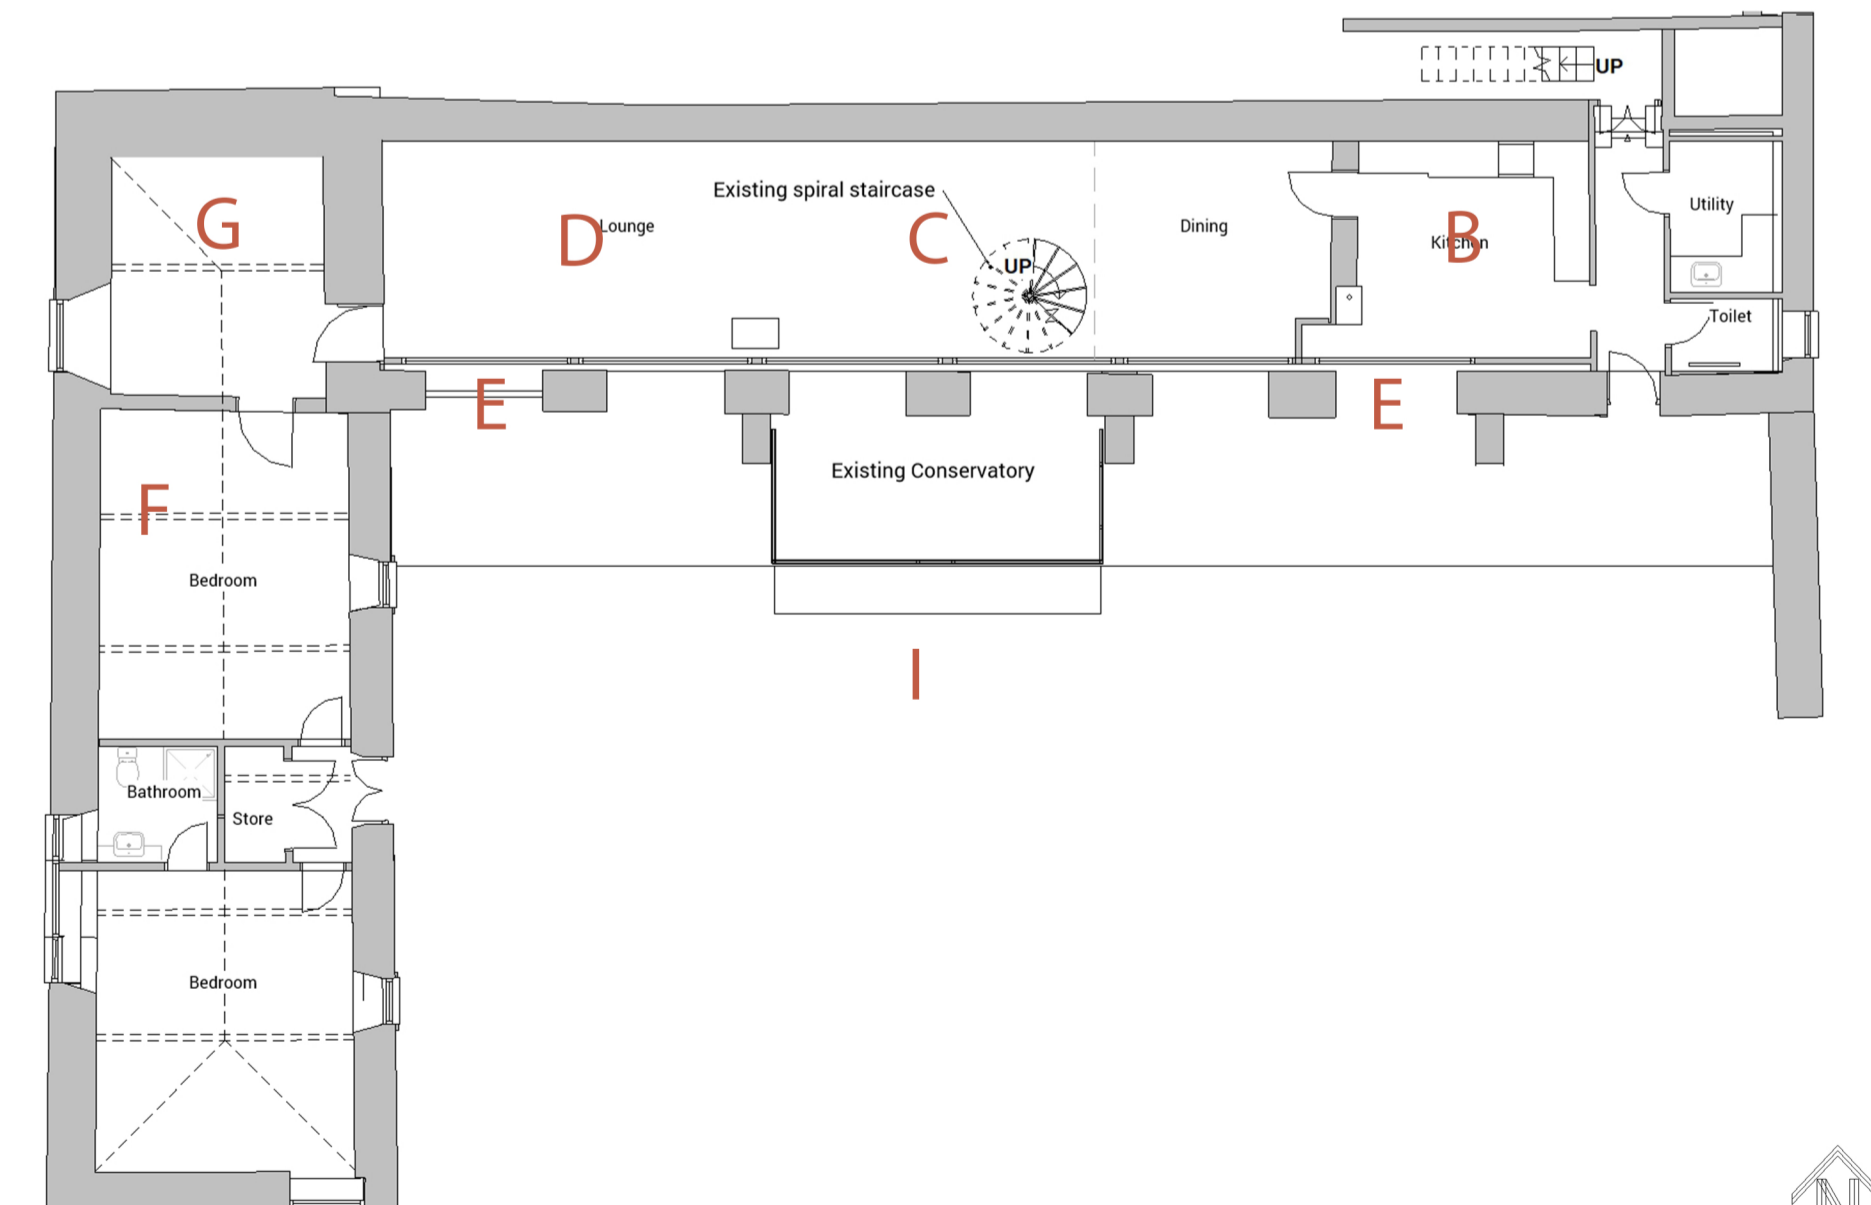 UP
Existing spiral staircase
G
D
Lounge
C
UP
Dining
B
Kitchen
Utility
Toilet
E
E
Existing Conservatory
F
Bedroom
I
Bathroom
Store
Bedroom
N